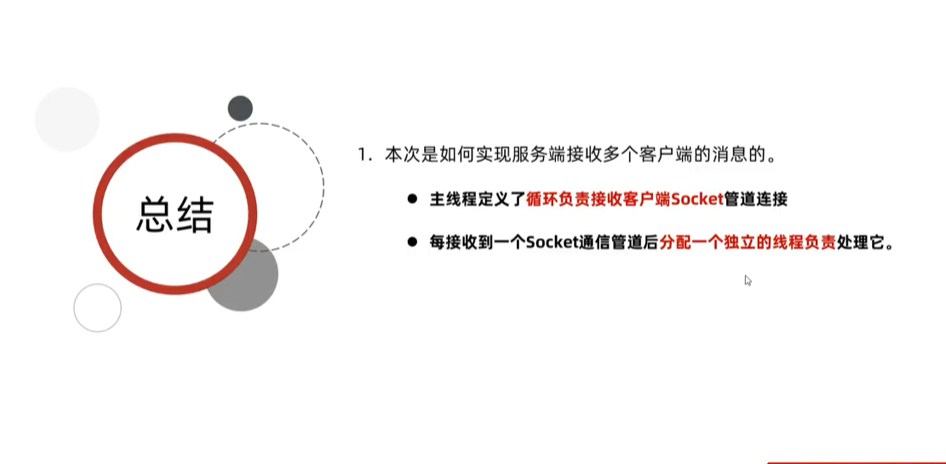 总结
1. 本次是如何实现服务端接收多个客户端的消息的。
● 主线程定义了循环负责接收客户端Socket管道连接
● 每接收到一个Socket通信管道后分配一个独立的线程负责处理它。